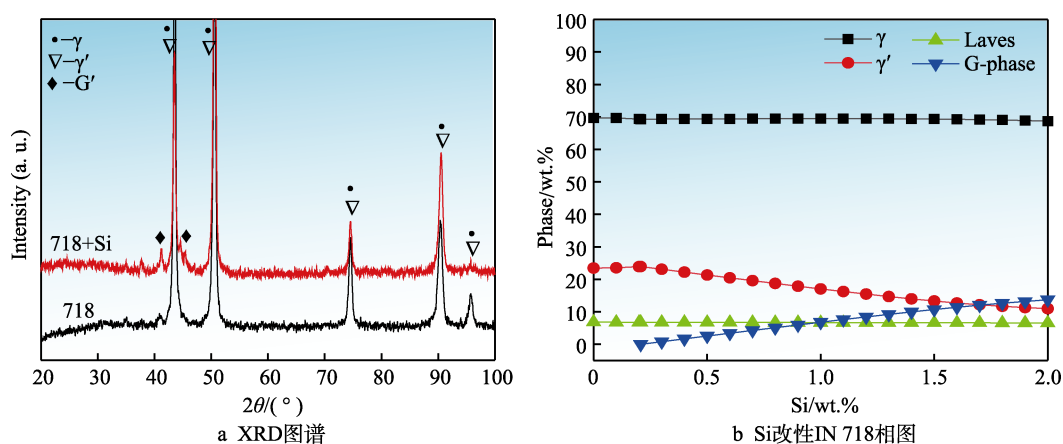 •–γ
▽–γ′
◆–G′
718+Si
718
Intensity (a. u.)
20 30 40 50 60 70 80 90 100
2θ/(°)
a XRD图谱
γ
γ′
Laves
G-phase
100
90
80
70
60
50
40
30
20
10
0
Phase/wt.%
0 0.5 1.0 1.5 2.0
Si/wt.%
b Si改性IN 718相图